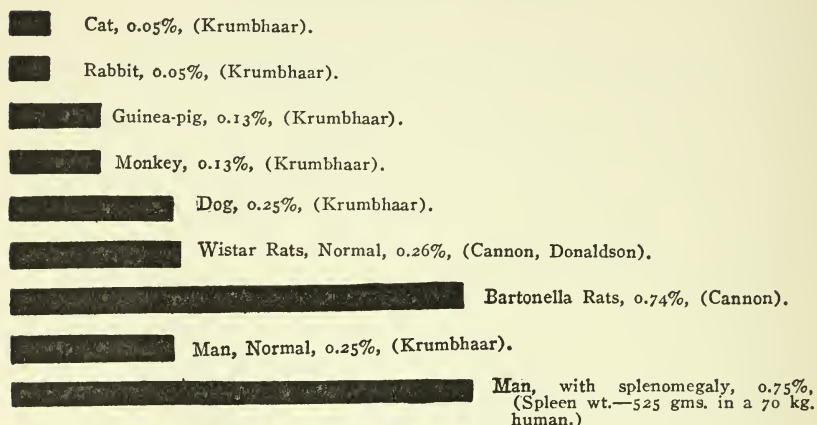 Cat, 0.05%, (Krumbhaar).
Rabbit, 0.05%, (Krumbhaar).
Guinea-pig, 0.13%, (Krumbhaar).
Monkey, 0.13%, (Krumbhaar).
Dog, 0.25%, (Krumbhaar).
Wistar Rats, Normal, 0.26%, (Cannon, Donaldson).
Bartonella Rats, 0.74%, (Cannon).
Man, Normal, 0.25%, (Krumbhaar).
Man, with splenomegaly, 0.75%,
(Spleen wt.—525 gms. in a 70 kg.
human.)